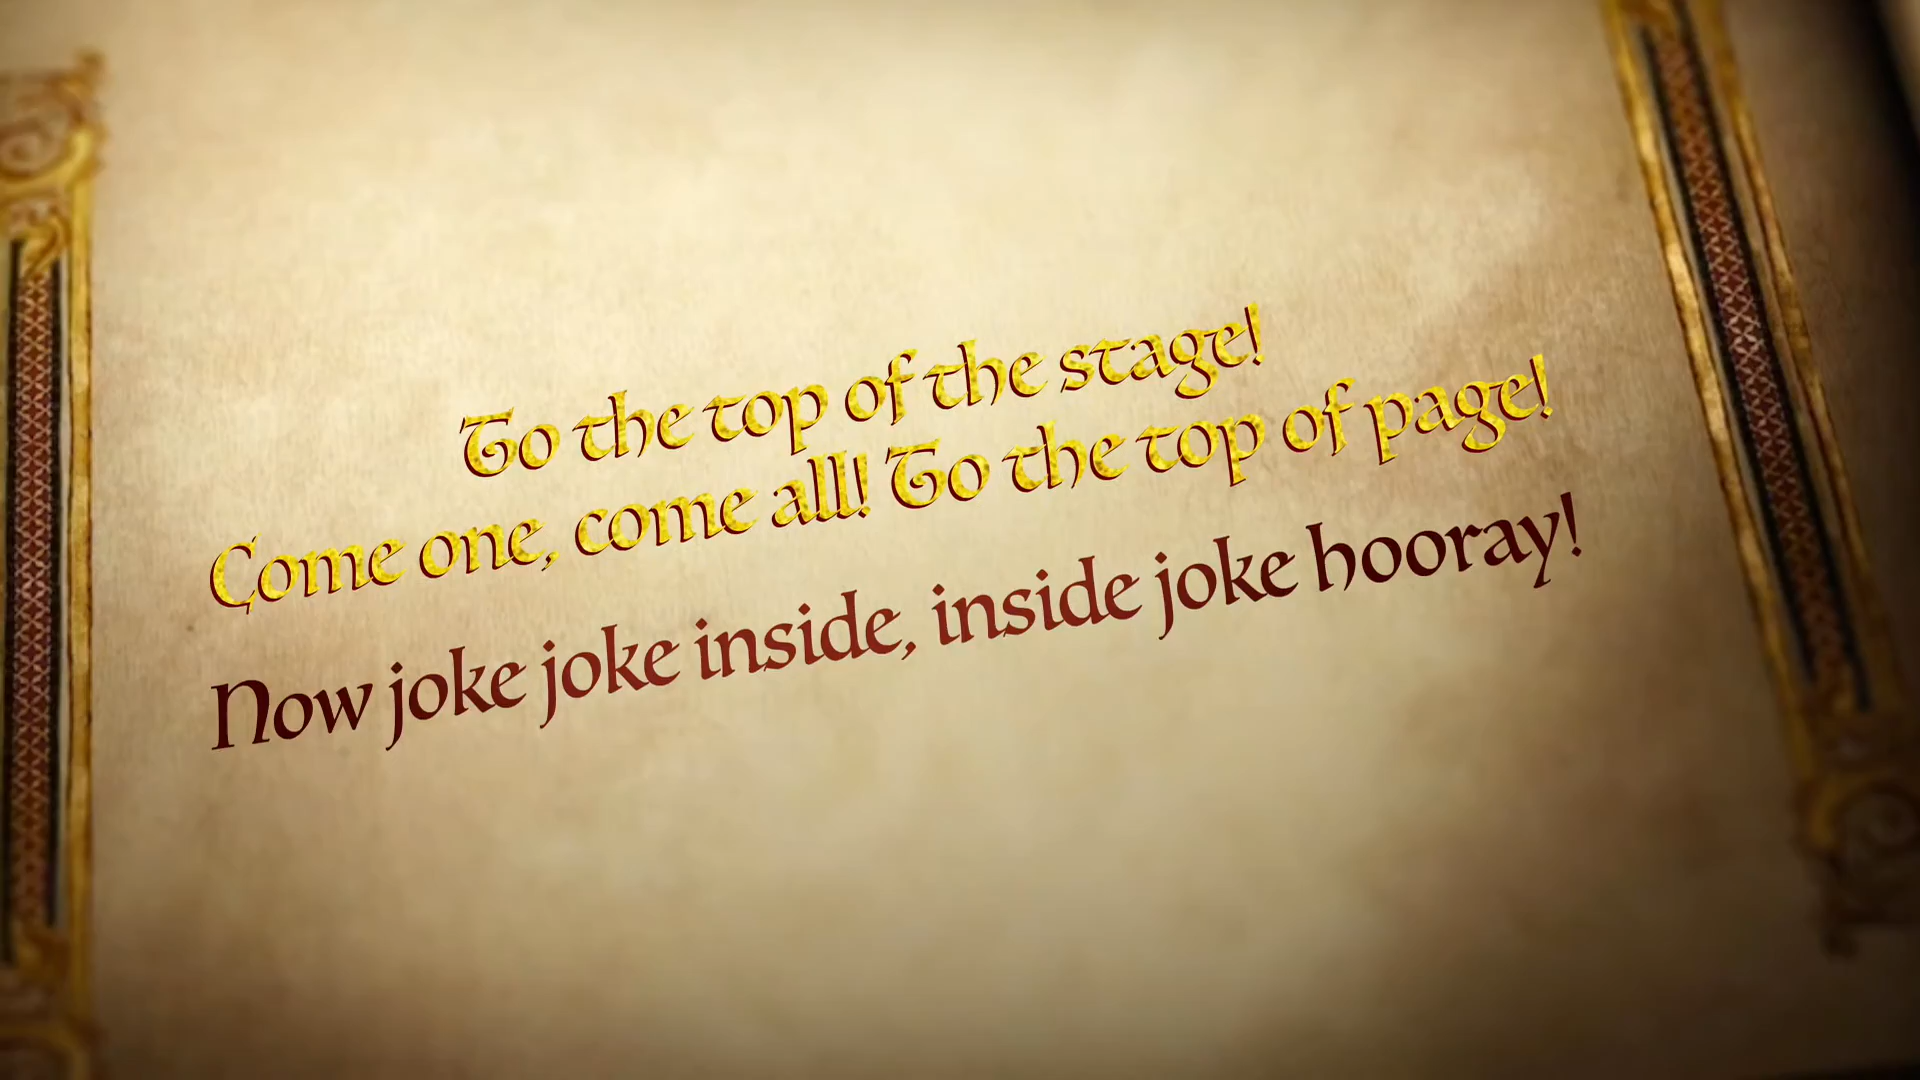 To the top of the stage!
Come one, come all! To the top of page!
Now joke joke inside, inside joke hooray!